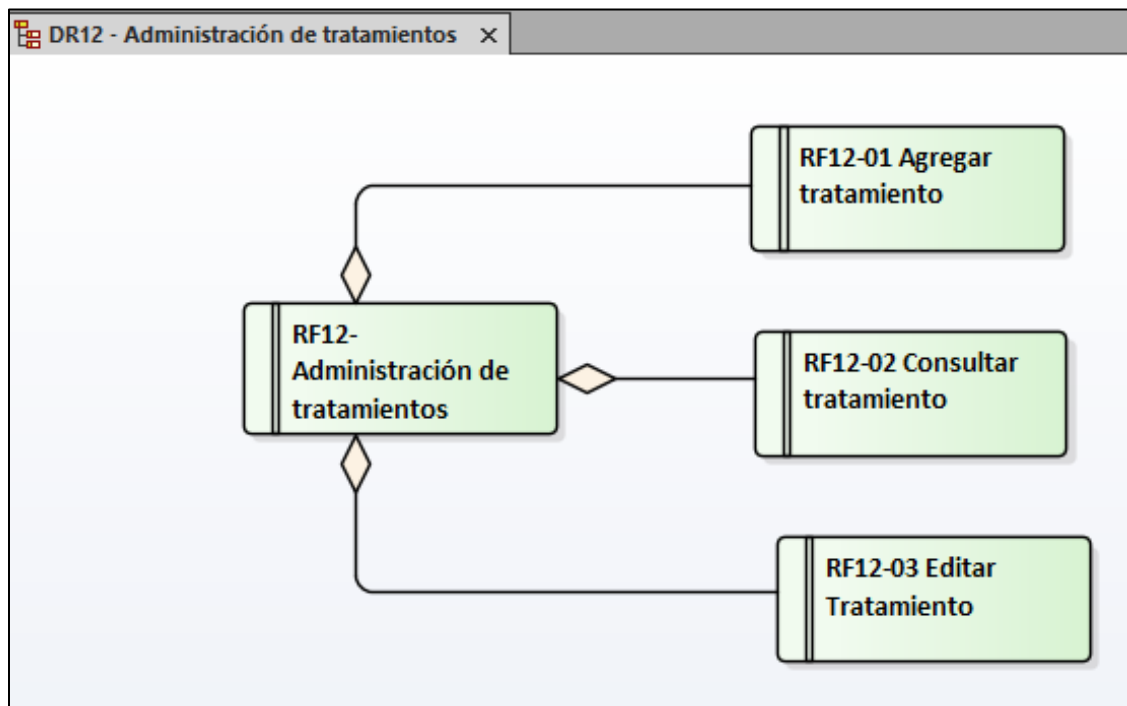 DR12 - Administración de tratamientos
RF12-01 Agregar
tratamiento
RF12-
Administración de
tratamientos
RF12-02 Consultar
tratamiento
RF12-03 Editar
Tratamiento